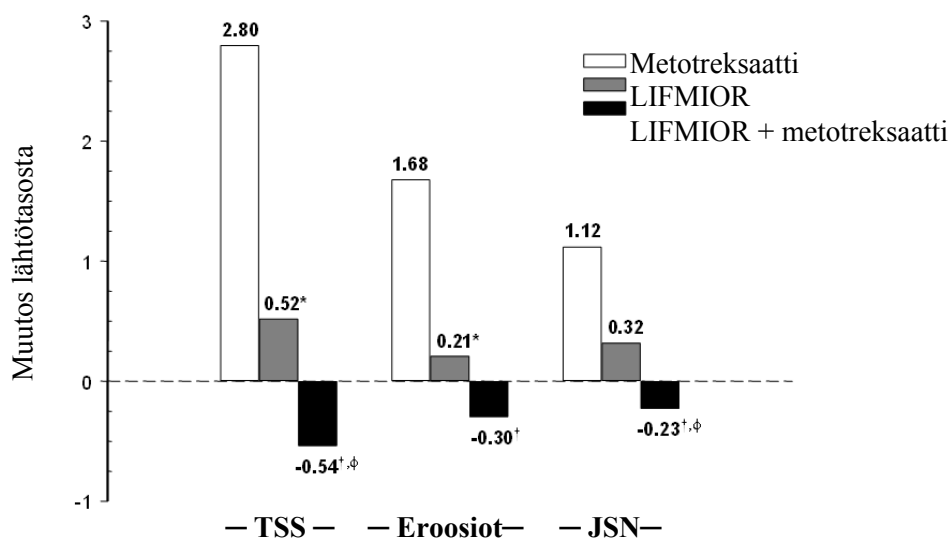 3
2
1
0
-1
Muutos lähtötasosta
Metotreksaatti
LIFMIOR
LIFMIOR + metotreksaatti
2.80
0.52*
-0.54†,ϕ
1.68
0.21*
-0.30†
1.12
0.32
-0.23†,ϕ
TSS
Eroosiot
JSN